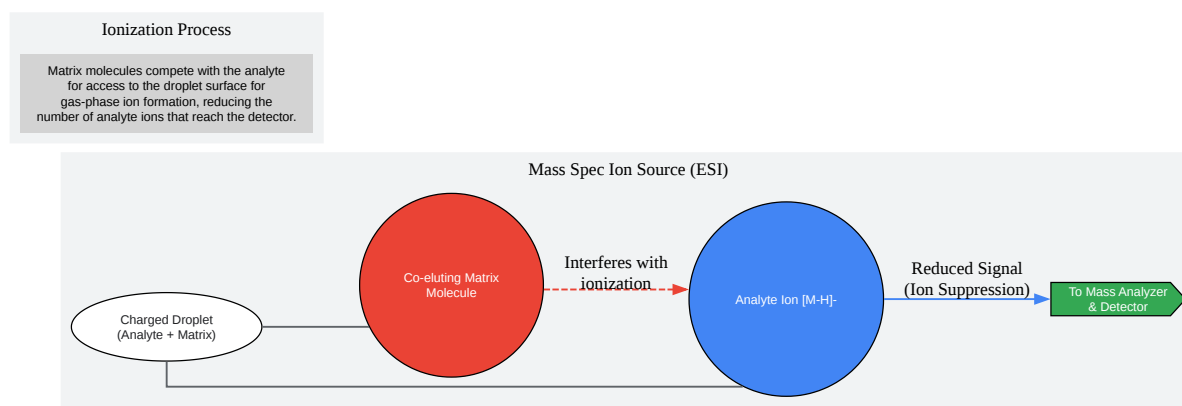 Ionization Process
Matrix molecules compete with the analyte
for access to the droplet surface for
gas-phase ion formation, reducing the
number of analyte ions that reach the detector.
Mass Spec Ion Source (ESI)
Charged Droplet
(Analyte + Matrix)
Co-eluting Matrix
Molecule
Interferes with
ionization
Analyte Ion [M-H]-
Reduced Signal
(Ion Suppression)
To Mass Analyzer
& Detector